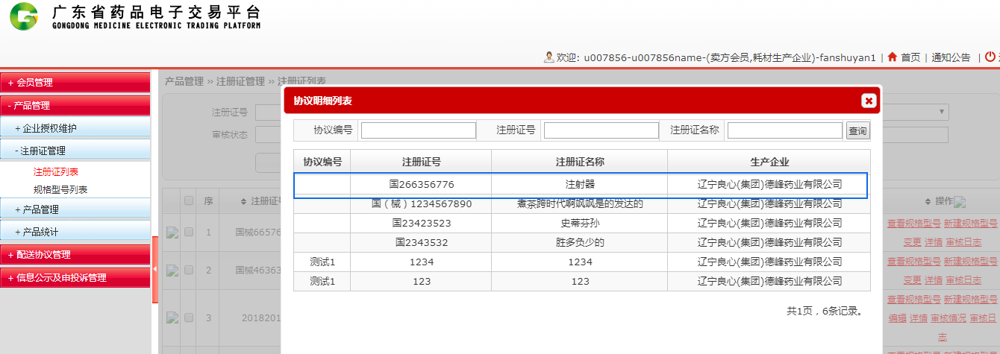 广东省药品电子交易平台
GONGDONG MEDICINE ELECTRONIC TRADING PLATFORM
欢迎: u007856-u007856name-(卖方会员,耗材生产企业)-fanshuyan1 | 首页 | 通知公告 |
+ 会员管理
- 产品管理
+ 企业授权维护
- 注册证管理
注册证列表
规格型号列表
+ 产品管理
+ 产品统计
+ 配送协议管理
+ 信息公示及申投诉管理
产品管理 » 注册证管理 » 注册证列表
注册证号
审核状态
序 注册证号 操作
1 国械66576 查看规格型号 新建规格型号
变更 详情 审核日志
2 国械46363 查看规格型号 新建规格型号
变更 详情 审核日志
3 2018201 查看规格型号 新建规格型号
编辑 详情 审核情况 审核日
志
协议明细列表
协议编号 注册证号 注册证名称 查询
协议编号 注册证号 注册证名称 生产企业
国266356776 注射器 辽宁良心(集团)德峰药业有限公司
国（械）1234567890 煮茶跨时代啊飒飒是的发达的 辽宁良心(集团)德峰药业有限公司
国23423523 史蒂芬孙 辽宁良心(集团)德峰药业有限公司
国2343532 胜多负少的 辽宁良心(集团)德峰药业有限公司
测试1 1234 1234 辽宁良心(集团)德峰药业有限公司
测试1 123 123 辽宁良心(集团)德峰药业有限公司
共1页，6条记录。